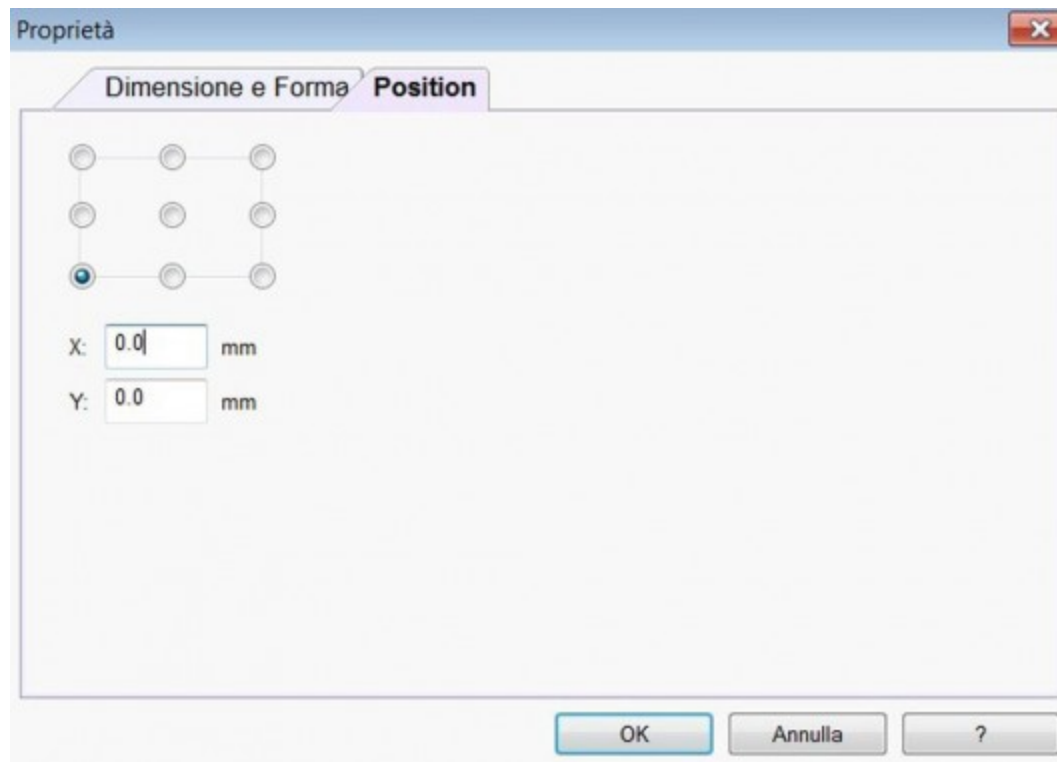 Proprietà
Dimensione e Forma Position
X: 0.0 mm
Y: 0.0 mm
OK Annulla ?